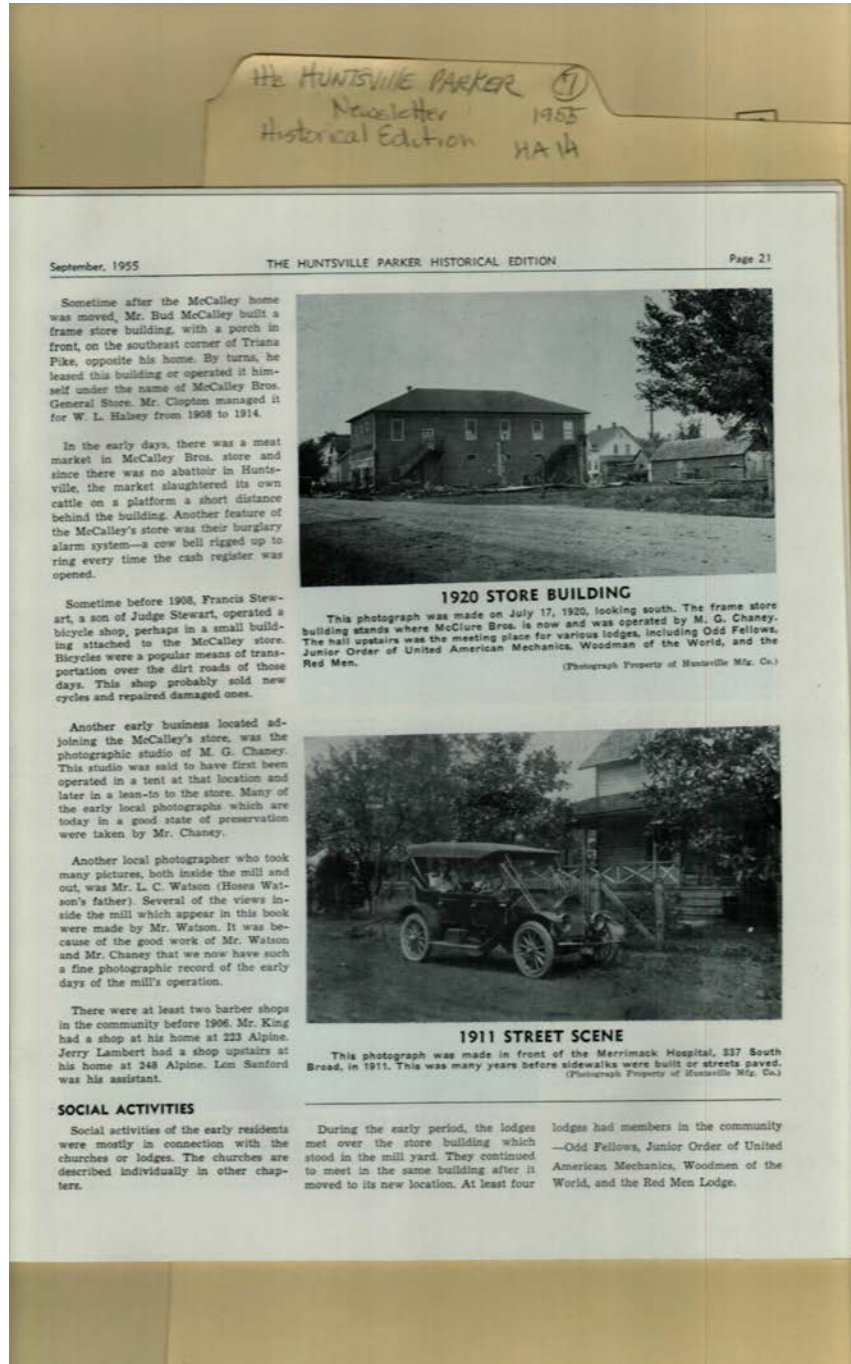 the HUNTSVILLE PARKER 7
Newsletter 1955
Historical Edition HA 14
September, 1955 THE HUNTSVILLE PARKER HISTORICAL EDITION Page 21
Sometime after the McCalley home
was moved, Mr. Bud McCalley built a
frame store building, with a porch in
front, on the southeast corner of Triana
Pike, opposite his home. By turns, he
leased this building or operated it him-
self under the name of McCalley Bros.
General Store. Mr. Clopton managed it
for W. L. Halsey from 1908 to 1914.
In the early days, there was a meat
market in McCalley Bros. store and
since there was no abattoir in Hunts-
ville, the market slaughtered its own
cattle on a platform a short distance
behind the building. Another feature of
the McCalley's store was their burglary
alarm system—a cow bell rigged up to
ring every time the cash register was
opened.
Sometime before 1908, Francis Stew-
art, a son of Judge Stewart, operated a
bicycle shop, perhaps in a small build-
ing attached to the McCalley store.
Bicycles were a popular means of trans-
portation over the dirt roads of those
days. This shop probably sold new
cycles and repaired damaged ones.
Another early business located ad-
joining the McCalley's store, was the
photographic studio of M. G. Chaney.
This studio was said to have first been
operated in a tent at that location and
later in a lean-to to the store. Many of
the early local photographs which are
today in a good state of preservation
were taken by Mr. Chaney.
Another local photographer who took
many pictures, both inside the mill and
out, was Mr. L. C. Watson (Hosea Wat-
son's father). Several of the views in-
side the mill which appear in this book
were made by Mr. Watson. It was be-
cause of the good work of Mr. Watson
and Mr. Chaney that we now have such
a fine photographic record of the early
days of the mill's operation.
There were at least two barber shops
in the community before 1906. Mr. King
had a shop at his home at 223 Alpine.
Jerry Lambert had a shop upstairs at
his home at 248 Alpine. Lon Sanford
was his assistant.
SOCIAL ACTIVITIES
Social activities of the early residents
were mostly in connection with the
churches or lodges. The churches are
described individually in other chap-
ters.
1920 STORE BUILDING
This photograph was made on July 17, 1920, looking south. The frame store
building stands where McClure Bros. is now and was operated by M. G. Chaney.
The hall upstairs was the meeting place for various lodges, including Odd Fellows,
Junior Order of United American Mechanics, Woodman of the World, and the
Red Men.
(Photograph Property of Huntsville Mfg. Co.)
1911 STREET SCENE
This photograph was made in front of the Merrimack Hospital, 337 South
Broad, in 1911. This was many years before sidewalks were built or streets paved.
(Photograph Property of Huntsville Mfg. Co.)
During the early period, the lodges
met over the store building which
stood in the mill yard. They continued
to meet in the same building after it
moved to its new location. At least four
lodges had members in the community
—Odd Fellows, Junior Order of United
American Mechanics, Woodmen of the
World, and the Red Men Lodge.